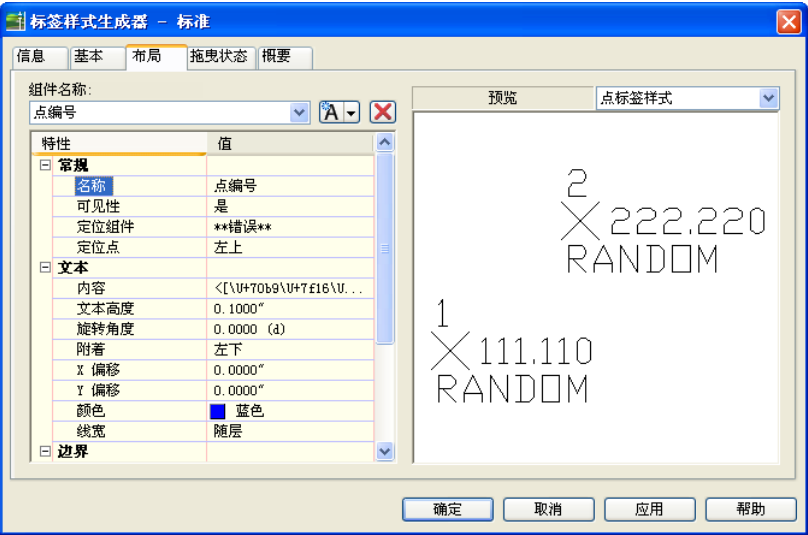 标签样式生成器 - 标准
信息 基本 布局 拖曳状态 概要
组件名称:
点编号
特性 值
常规
名称 点编号
可见性 是
定位组件 **错误**
定位点 左上
文本
内容 <[\U+70b9\U+7f16\U...
文本高度 0.1000"
旋转角度 0.0000 (d)
附着 左下
X 偏移 0.0000"
Y 偏移 0.0000"
颜色 蓝色
线宽 随层
边界
预览 点标签样式
2
222.220
RANDOM
1
111.110
RANDOM
确定 取消 应用 帮助